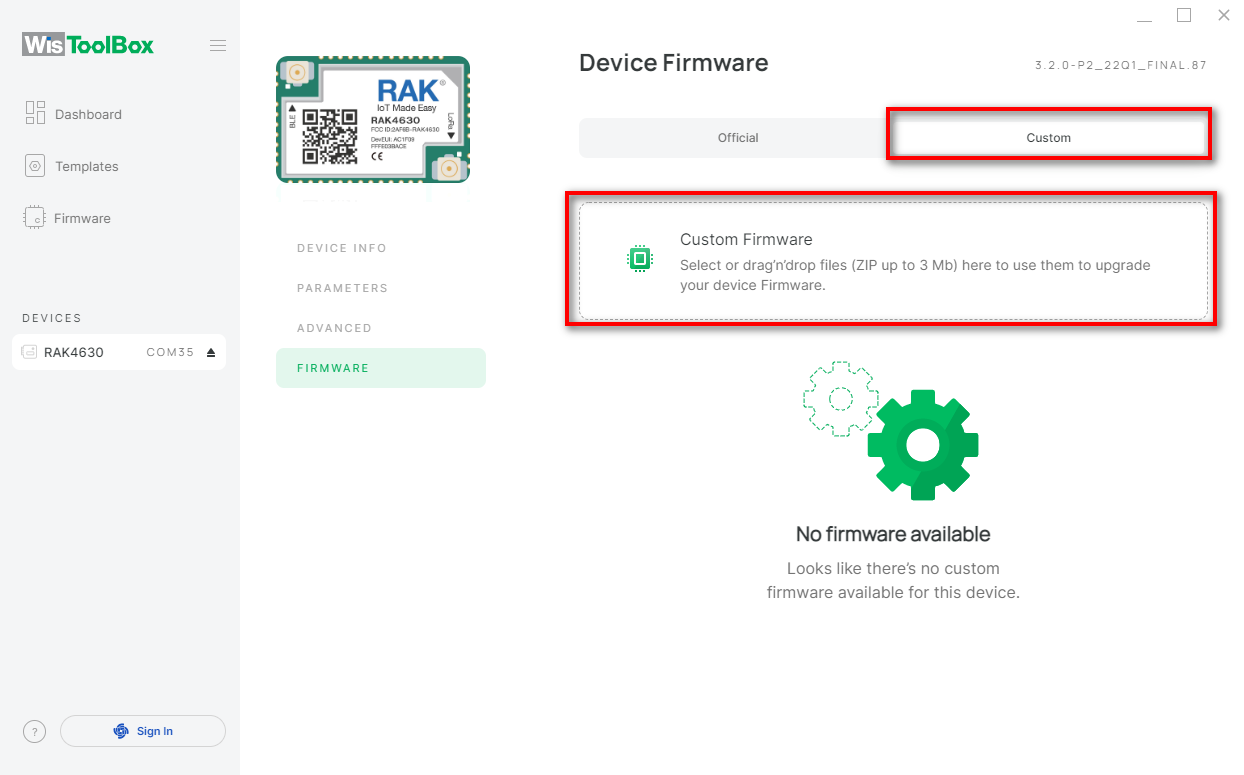 WisToolBox
Dashboard
Templates
Firmware
DEVICES
RAK4630 COM35
?
Sign In
RAK®
IoT Made Easy
RAK4630
FCC ID:2AF6B-RAK4630
DevEUI: AC1F09
FFFE03BACE
CE
BLE
LoRa
DEVICE INFO
PARAMETERS
ADVANCED
FIRMWARE
Device Firmware
3.2.0-P2_22Q1_FINAL.87
Official
Custom
Custom Firmware
Select or drag'n'drop files (ZIP up to 3 Mb) here to use them to upgrade
your device Firmware.
No firmware available
Looks like there's no custom
firmware available for this device.